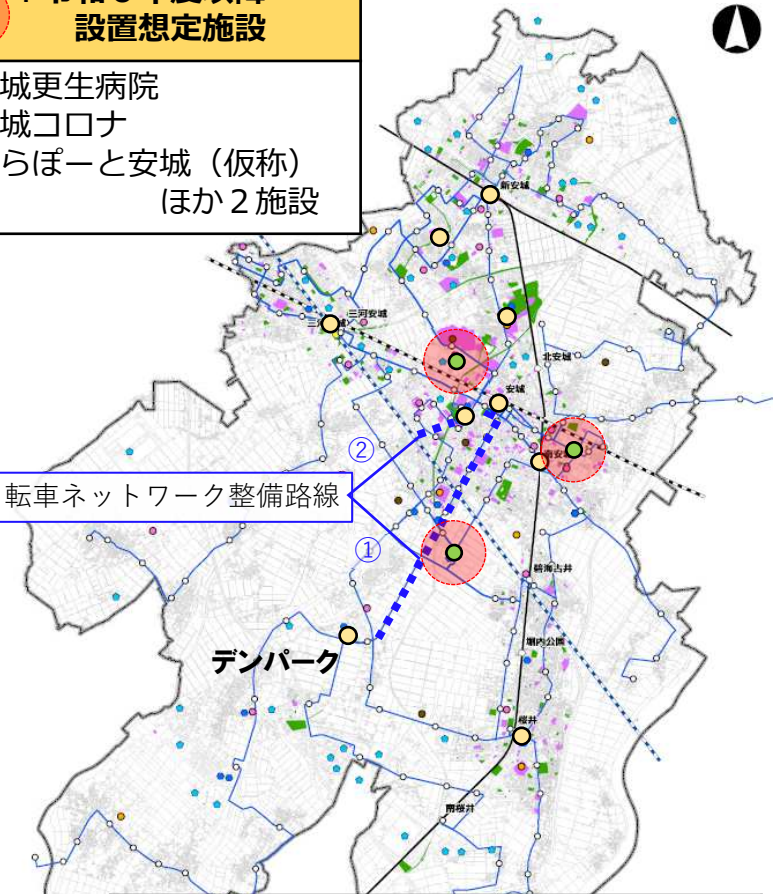 設置想定施設
城更生病院
城コロナ
らぽーと安城（仮称）
ほか２施設
新安城
三河安城
北安城
安城
②
転車ネットワーク整備路線
①
碧海古井
堀内公園
デンパーク
桜井
南桜井